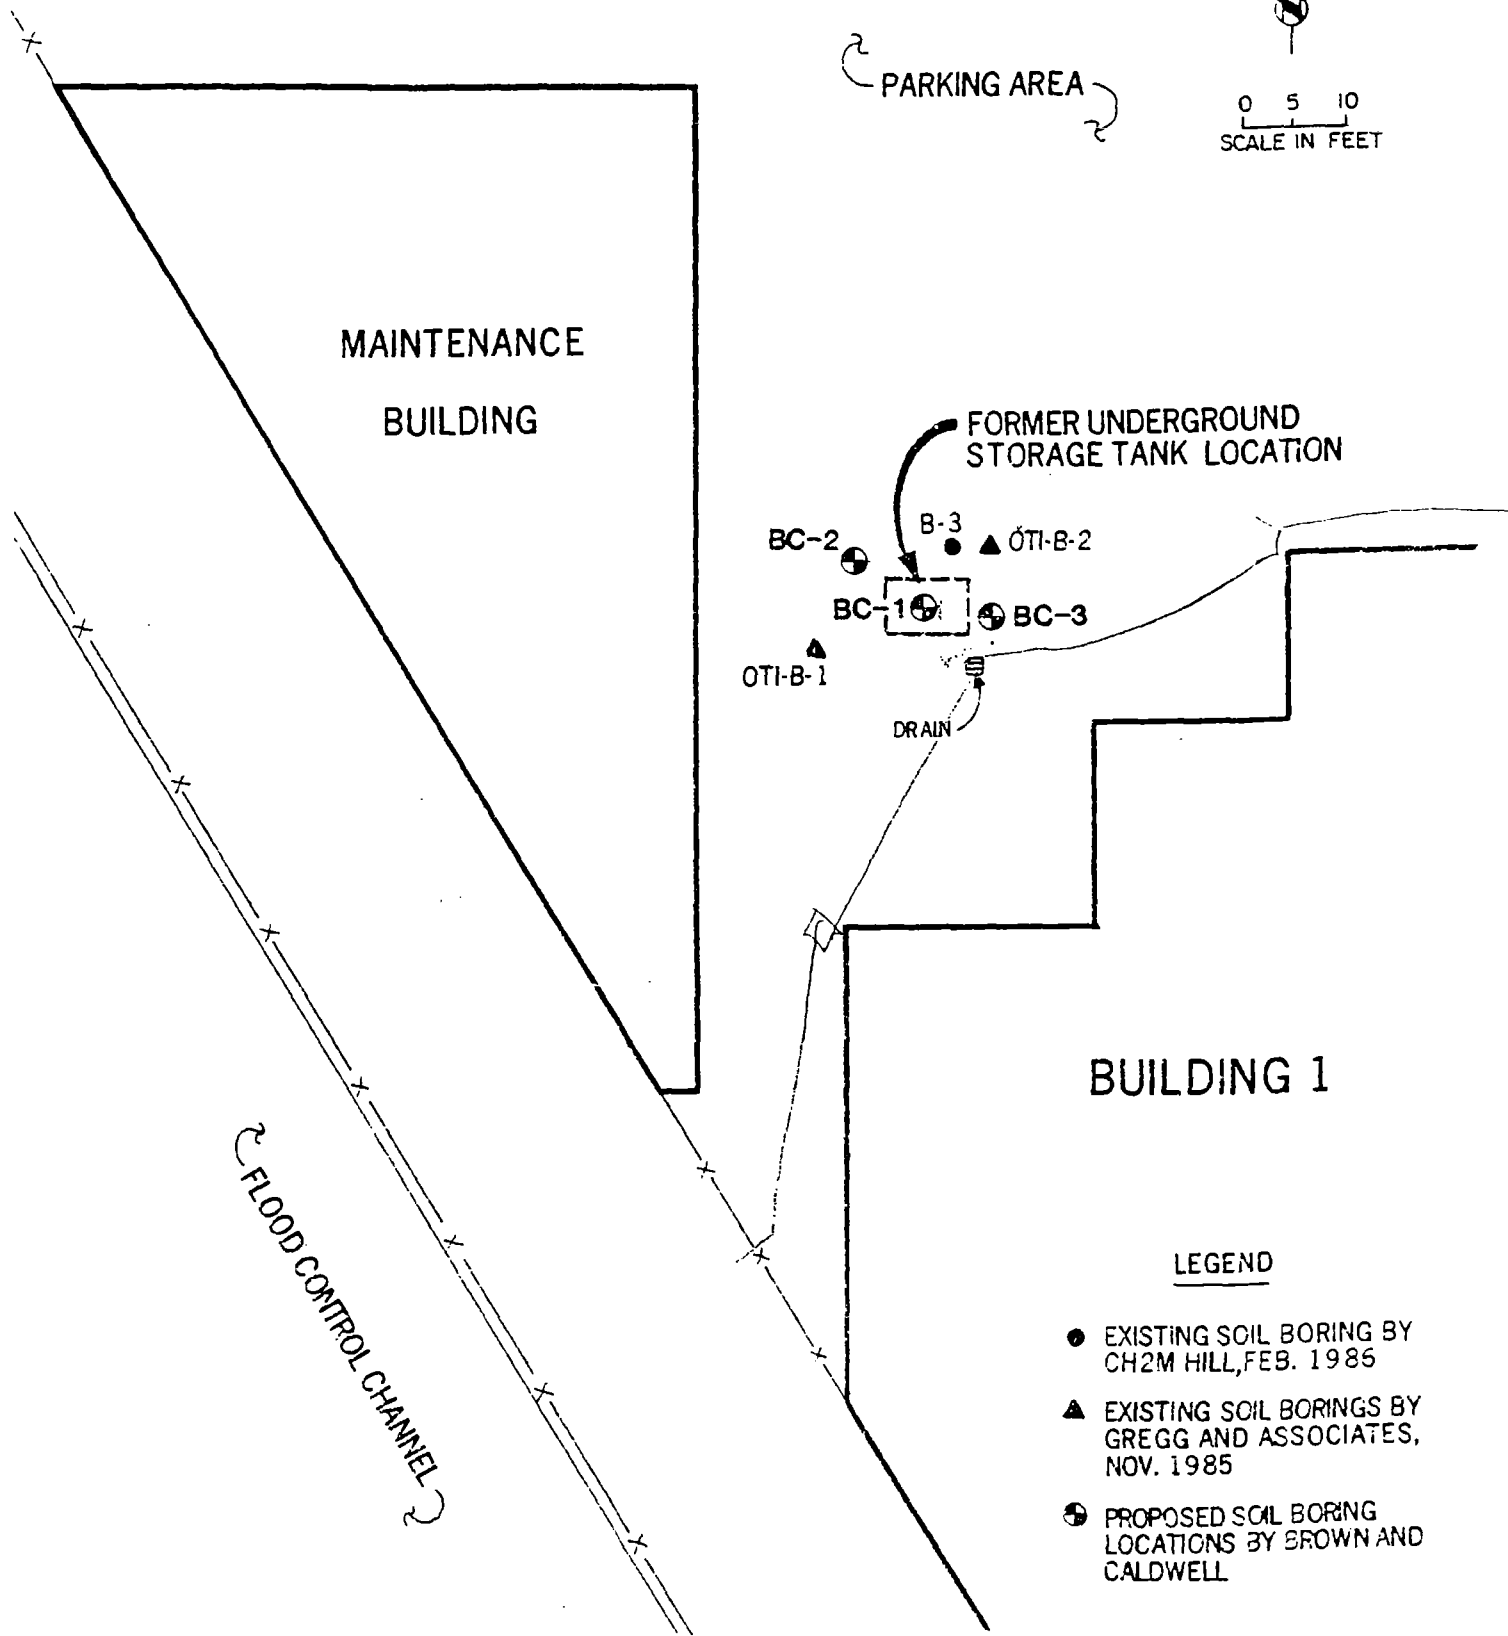 N
PARKING AREA
0 5 10
SCALE IN FEET
MAINTENANCE
BUILDING
FORMER UNDERGROUND
STORAGE TANK LOCATION
B-3
OTI-B-2
BC-2
BC-1
BC-3
OTI-B-1
DRAIN
BUILDING 1
FLOOD CONTROL CHANNEL
LEGEND
EXISTING SOIL BORING BY
CH2M HILL, FEB. 1986
EXISTING SOIL BORINGS BY
GREGG AND ASSOCIATES,
NOV. 1985
PROPOSED SOIL BORING
LOCATIONS BY BROWN AND
CALDWELL